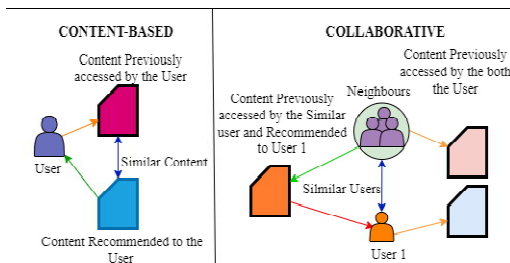 CONTENT-BASED
Content Previously
accessed by the User
User
Similar Content
Content Recommended to the
User
COLLABORATIVE
Content Previously
accessed by the both
the User
Neighbours
Content Previously
accessed by the Similar
user and Recommended
to User 1
Silmilar Users
User 1